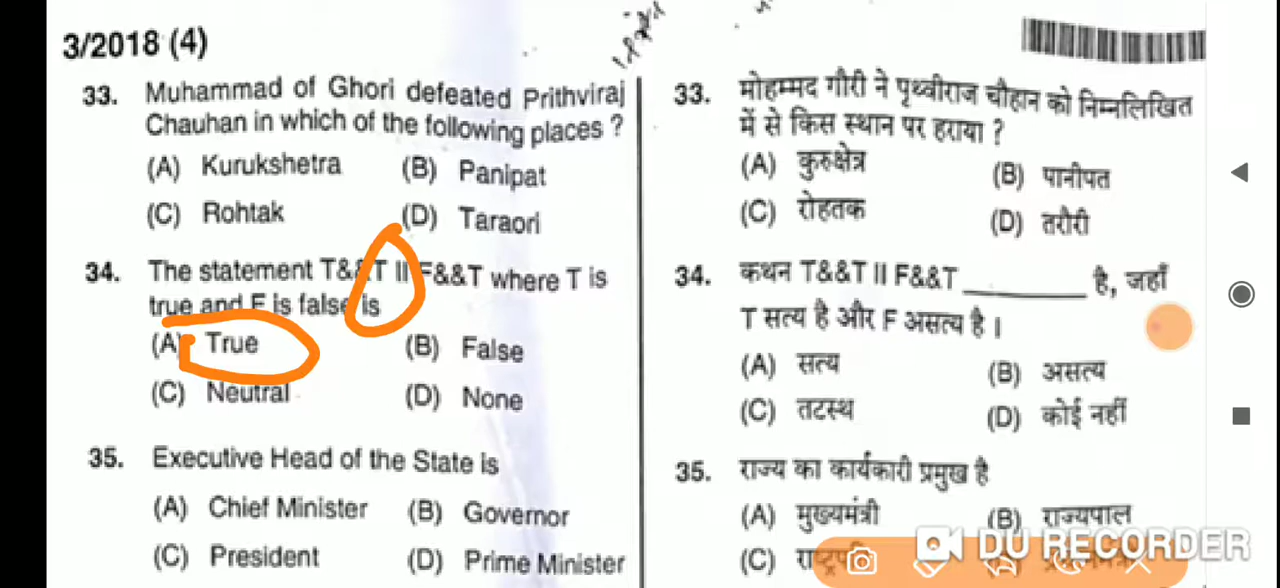 3/2018 (4)
33. Muhammad of Ghori defeated Prithviraj
Chauhan in which of the following places ?
(A) Kurukshetra (B) Panipat
(C) Rohtak (D) Taraori
34. The statement T&&T II F&&T where T is
true and F is false is
(A) True (B) False
(C) Neutral (D) None
35. Executive Head of the State is
(A) Chief Minister (B) Governor
(C) President (D) Prime Minister
33. मोहम्मद गौरी ने पृथ्वीराज चौहान को निम्नलिखित
में से किस स्थान पर हराया ?
(A) कुरुक्षेत्र (B) पानीपत
(C) रोहतक (D) तरौरी
34. कथन T&&T II F&&T ________ है, जहाँ
T सत्य है और F असत्य है ।
(A) सत्य (B) असत्य
(C) तटस्थ (D) कोई नहीं
35. राज्य का कार्यकारी प्रमुख है
(A) मुख्यमंत्री (B) राज्यपाल
(C)
DU RECORDER